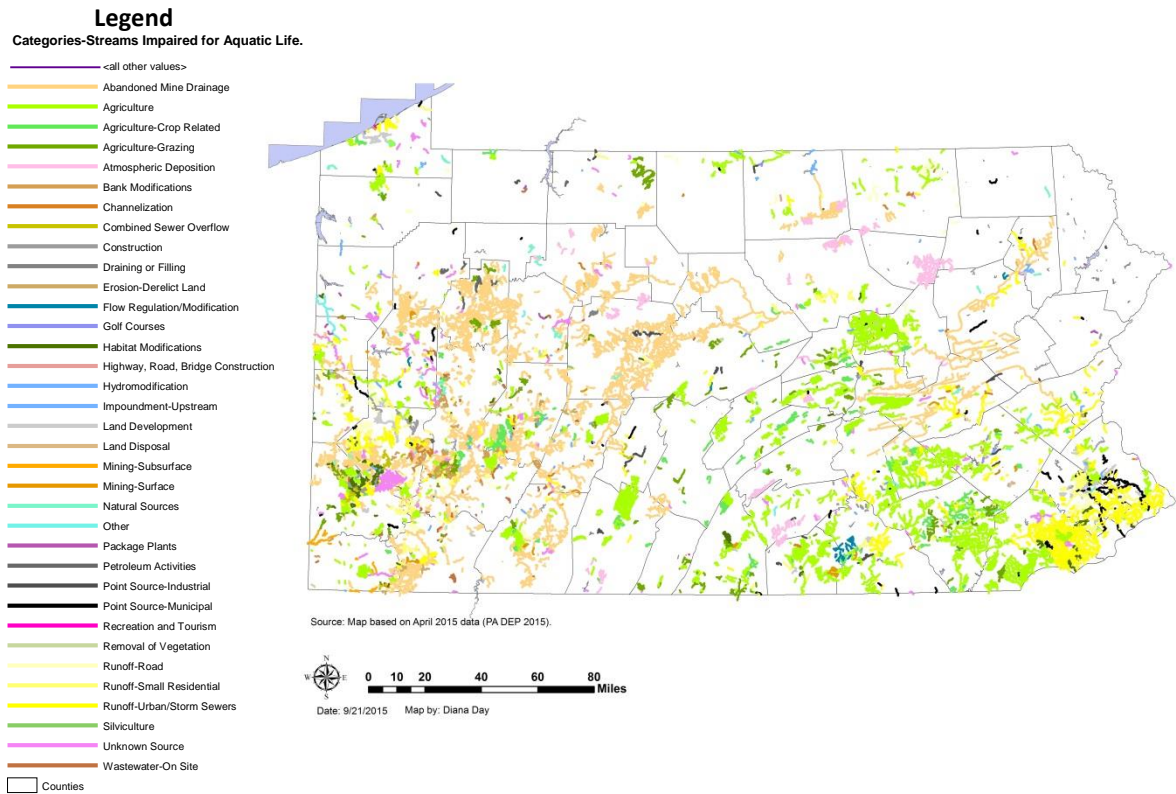 Legend
Categories-Streams Impaired for Aquatic Life.
<all other values>
Abandoned Mine Drainage
Agriculture
Agriculture-Crop Related
Agriculture-Grazing
Atmospheric Deposition
Bank Modifications
Channelization
Combined Sewer Overflow
Construction
Draining or Filling
Erosion-Derelict Land
Flow Regulation/Modification
Golf Courses
Habitat Modifications
Highway, Road, Bridge Construction
Hydromodification
Impoundment-Upstream
Land Development
Land Disposal
Mining-Subsurface
Mining-Surface
Natural Sources
Other
Package Plants
Petroleum Activities
Point Source-Industrial
Point Source-Municipal
Recreation and Tourism
Removal of Vegetation
Runoff-Road
Runoff-Small Residential
Runoff-Urban/Storm Sewers
Silviculture
Unknown Source
Wastewater-On Site
Counties
Source: Map based on April 2015 data (PA DEP 2015).
N
W E
S
0 10 20 40 60 80
Miles
Date: 9/21/2015 Map by: Diana Day